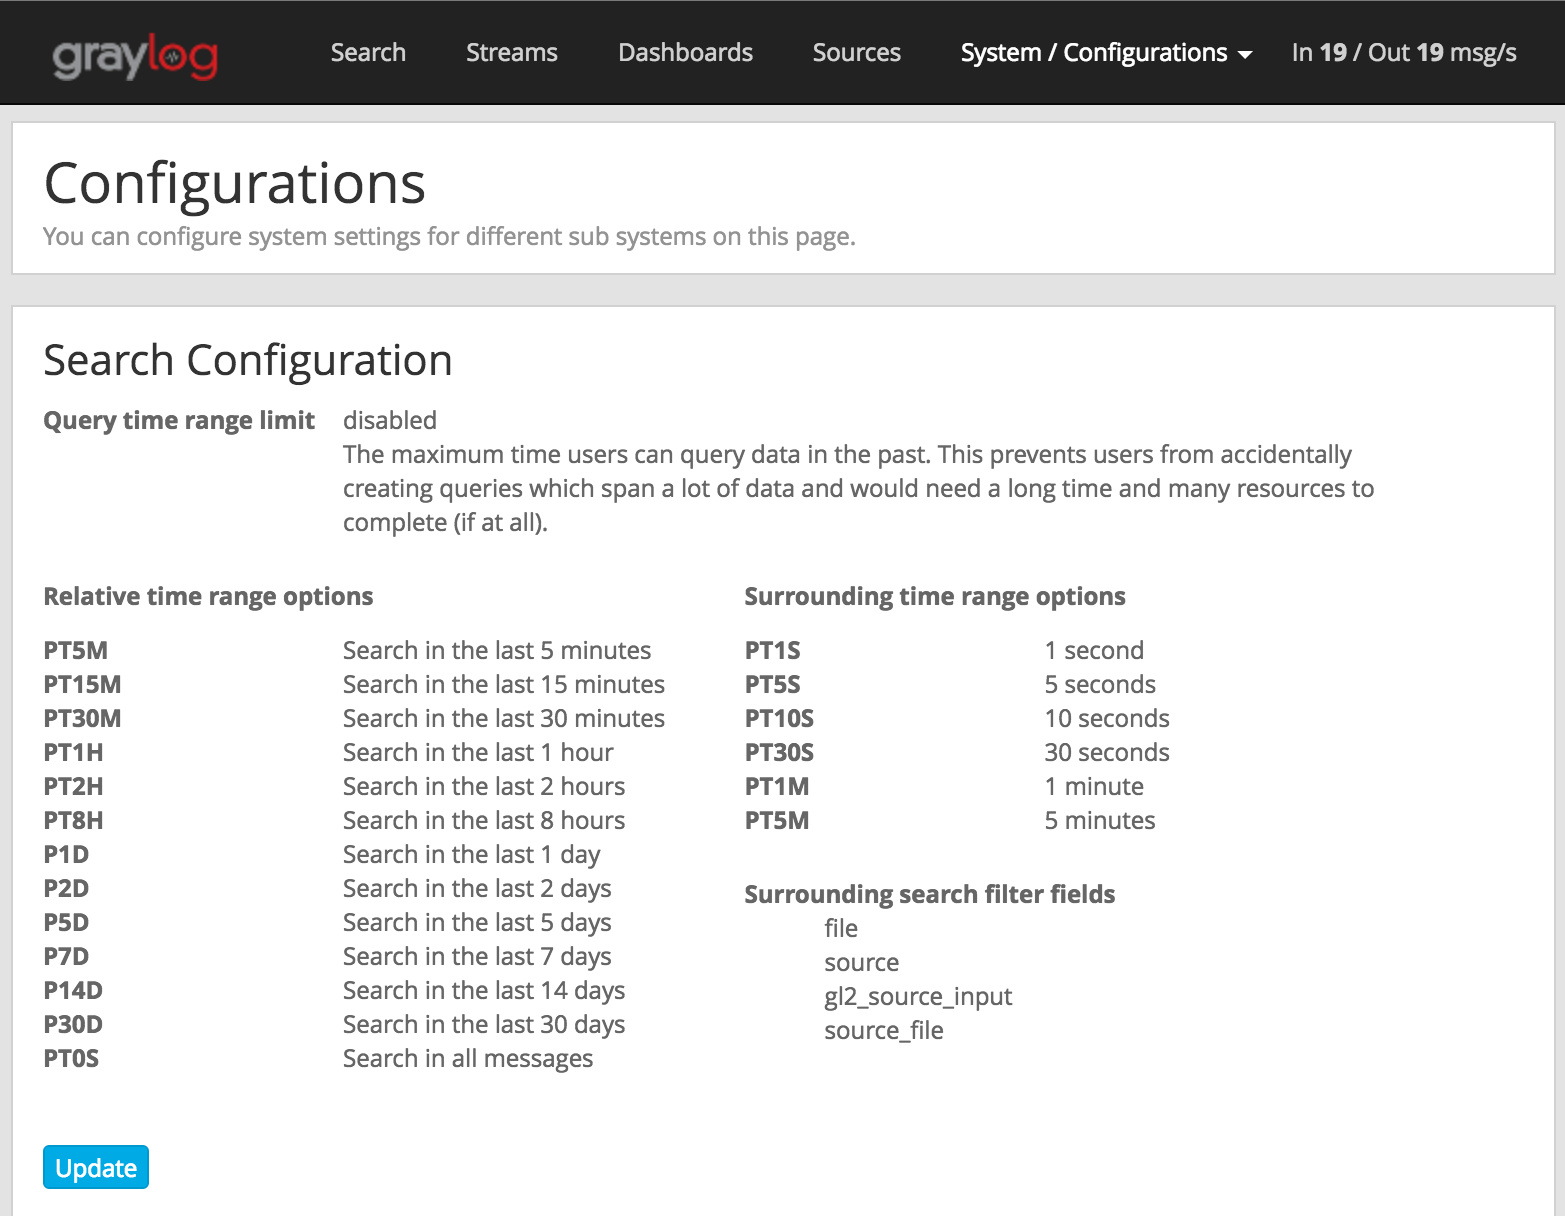 graylog Search Streams Dashboards Sources System / Configurations In 19 / Out 19 msg/s
Configurations
You can configure system settings for different sub systems on this page.
Search Configuration
Query time range limit disabled
The maximum time users can query data in the past. This prevents users from accidentally
creating queries which span a lot of data and would need a long time and many resources to
complete (if at all).
Relative time range options
PT5M Search in the last 5 minutes
PT15M Search in the last 15 minutes
PT30M Search in the last 30 minutes
PT1H Search in the last 1 hour
PT2H Search in the last 2 hours
PT8H Search in the last 8 hours
P1D Search in the last 1 day
P2D Search in the last 2 days
P5D Search in the last 5 days
P7D Search in the last 7 days
P14D Search in the last 14 days
P30D Search in the last 30 days
PT0S Search in all messages
Surrounding time range options
PT1S 1 second
PT5S 5 seconds
PT10S 10 seconds
PT30S 30 seconds
PT1M 1 minute
PT5M 5 minutes
Surrounding search filter fields
file
source
gl2_source_input
source_file
Update